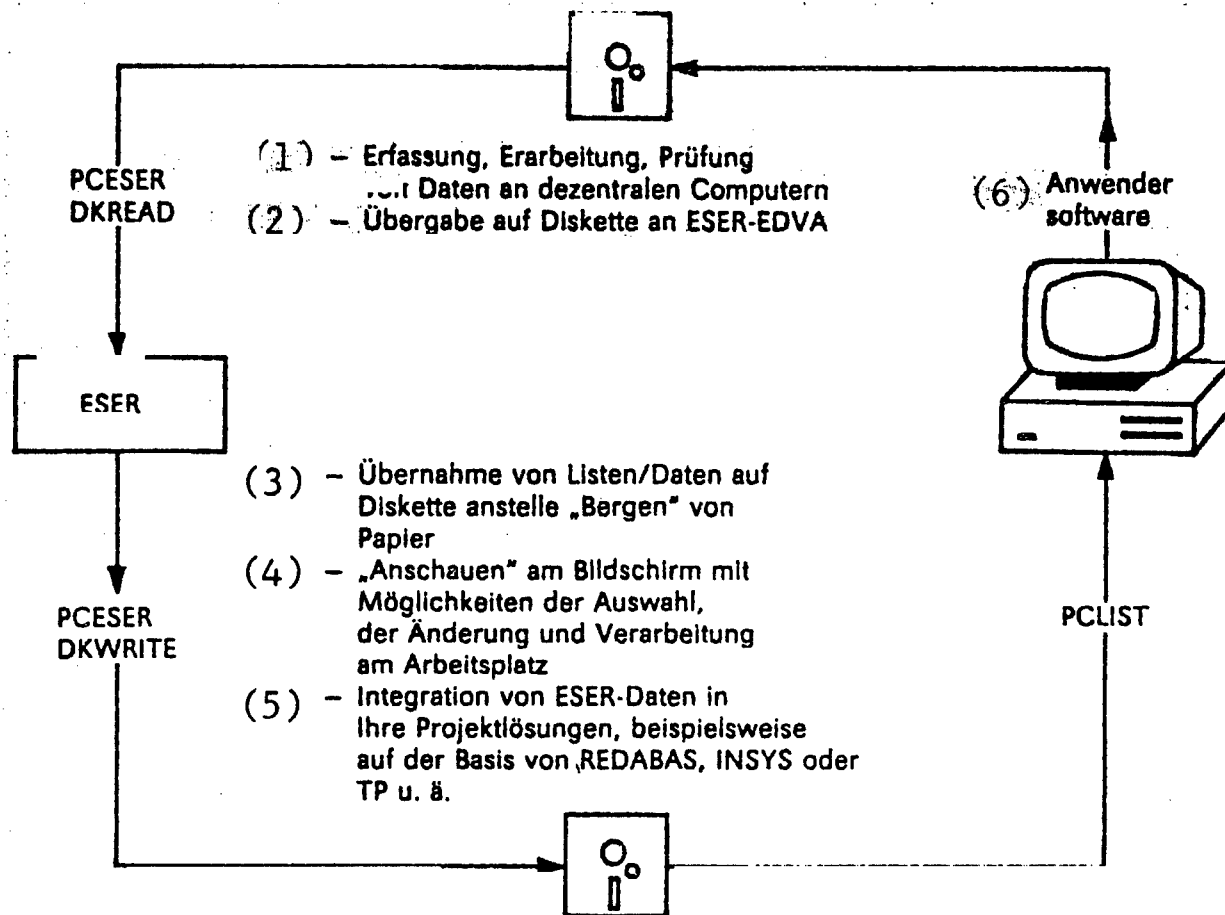 (1) – Erfassung, Erarbeitung, Prüfung
Daten an dezentralen Computern
(2) – Übergabe auf Diskette an ESER-EDVA
PCESER
DKREAD
(6) Anwender
software
ESER
(3) – Übernahme von Listen/Daten auf
Diskette anstelle „Bergen" von
Papier
(4) – „Anschauen" am Bildschirm mit
Möglichkeiten der Auswahl,
der Änderung und Verarbeitung
am Arbeitsplatz
(5) – Integration von ESER-Daten in
Ihre Projektlösungen, beispielsweise
auf der Basis von REDABAS, INSYS oder
TP u. ä.
PCESER
DKWRITE
PCLIST